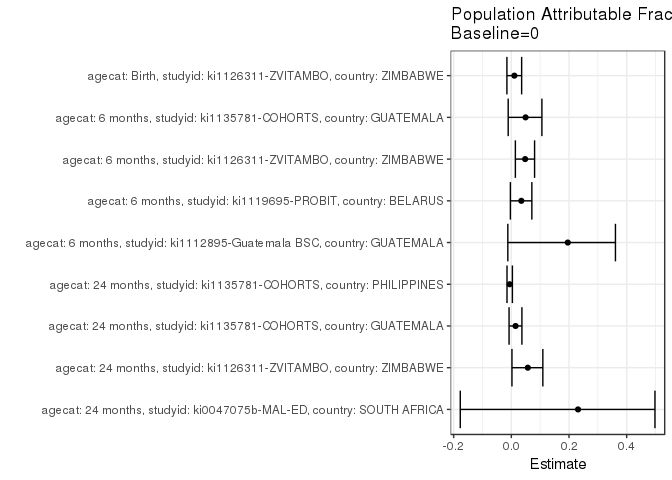 Population Attributable Frac
Baseline=0
agecat: Birth, studyid: ki1126311-ZVITAMBO, country: ZIMBABWE
agecat: 6 months, studyid: ki1135781-COHORTS, country: GUATEMALA
agecat: 6 months, studyid: ki1126311-ZVITAMBO, country: ZIMBABWE
agecat: 6 months, studyid: ki1119695-PROBIT, country: BELARUS
agecat: 6 months, studyid: ki1112895-Guatemala BSC, country: GUATEMALA
agecat: 24 months, studyid: ki1135781-COHORTS, country: PHILIPPINES
agecat: 24 months, studyid: ki1135781-COHORTS, country: GUATEMALA
agecat: 24 months, studyid: ki1126311-ZVITAMBO, country: ZIMBABWE
agecat: 24 months, studyid: ki0047075b-MAL-ED, country: SOUTH AFRICA
-0.2 0.0 0.2 0.4
Estimate